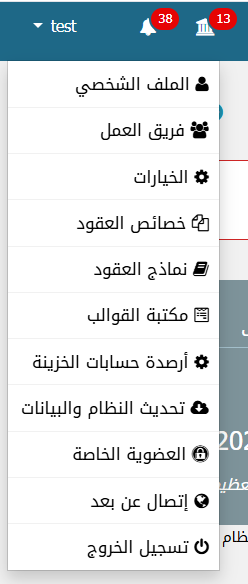 test
38
13
الملف الشخصي
فريق العمل
الخيارات
خصائص العقود
نماذج العقود
مكتبة القوالب
أرصدة حسابات الخزينة
تحديث النظام والبيانات
العضوية الخاصة
إتصال عن بعد
تسجيل الخروج